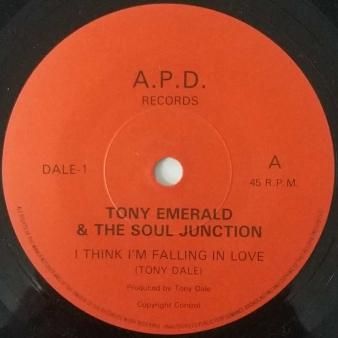 A.P.D.
RECORDS
DALE-1
A
45 R.P.M.
TONY EMERALD
& THE SOUL JUNCTION
I THINK I'M FALLING IN LOVE
(TONY DALE)
Produced by Tony Dale
Copyright Control